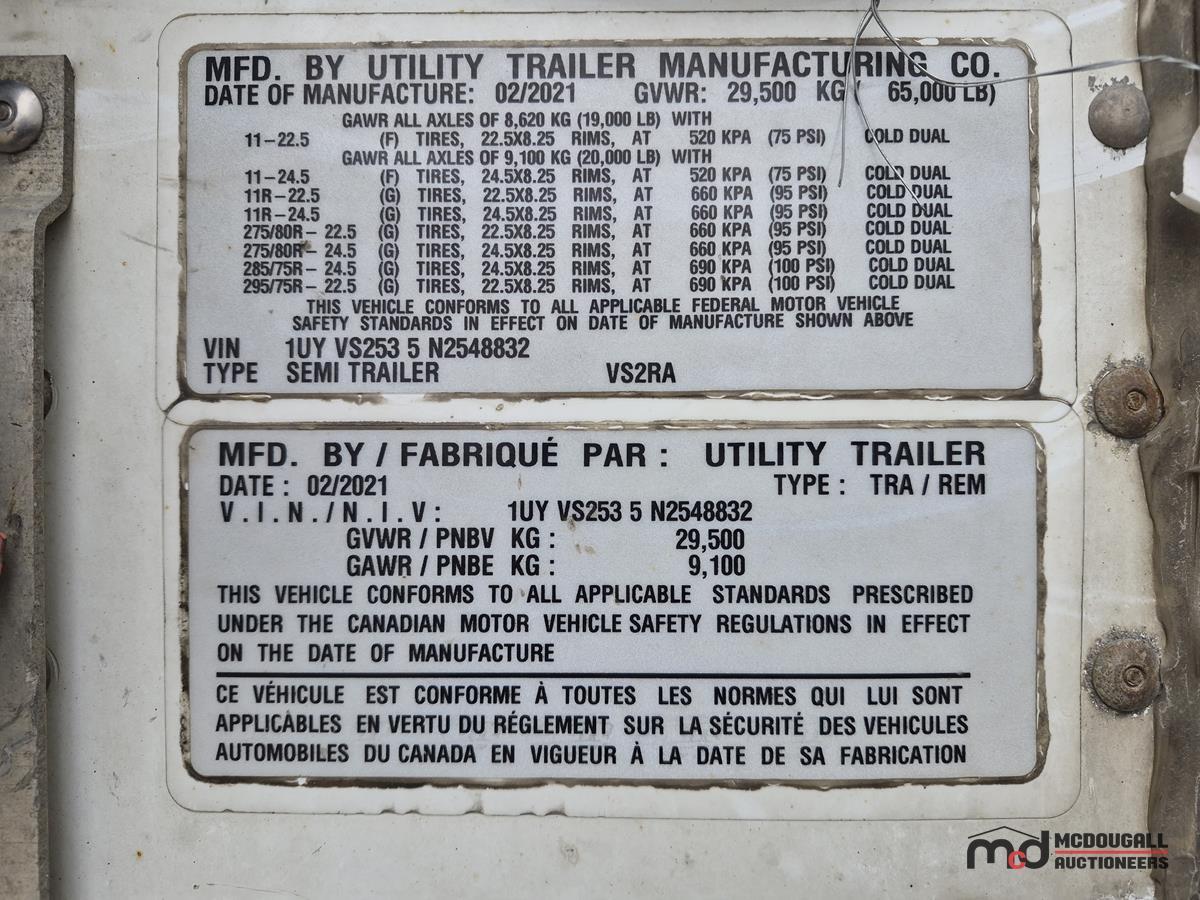 MFD. BY UTILITY TRAILER MANUFACTURING CO.
DATE OF MANUFACTURE: 02/2021 GVWR: 29,500 KG/ 65,000 LB)
GAWR ALL AXLES OF 8,620 KG (19,000 LB) WITH
11-22.5 (F) TIRES, 22.5X8.25 RIMS, AT 520 KPA (75 PSI) COLD DUAL
GAWR ALL AXLES OF 9,100 KG (20,000 LB) WITH
11-24.5 (F) TIRES, 24.5X8.25 RIMS, AT 520 KPA (75 PSI) COLD DUAL
11R-22.5 (G) TIRES, 22.5X8.25 RIMS, AT 660 KPA (95 PSI) COLD DUAL
11R-24.5 (G) TIRES, 24.5X8.25 RIMS, AT 660 KPA (95 PSI) COLD DUAL
275/80R-22.5 (G) TIRES, 22.5X8.25 RIMS, AT 660 KPA (95 PSI) COLD DUAL
275/80R-24.5 (G) TIRES, 24.5X8.25 RIMS, AT 660 KPA (95 PSI) COLD DUAL
285/75R-24.5 (G) TIRES, 24.5X8.25 RIMS, AT 690 KPA (100 PSI) COLD DUAL
295/75R-22.5 (G) TIRES, 22.5X8.25 RIMS, AT 690 KPA (100 PSI) COLD DUAL
THIS VEHICLE CONFORMS TO ALL APPLICABLE FEDERAL MOTOR VEHICLE
SAFETY STANDARDS IN EFFECT ON DATE OF MANUFACTURE SHOWN ABOVE
VIN 1UY VS253 5 N2548832
TYPE SEMI TRAILER VS2RA
MFD. BY / FABRIQUÉ PAR : UTILITY TRAILER
DATE : 02/2021 TYPE : TRA / REM
V.I.N./N.I.V: 1UY VS253 5 N2548832
GVWR / PNBV KG : 29,500
GAWR / PNBE KG : 9,100
THIS VEHICLE CONFORMS TO ALL APPLICABLE STANDARDS PRESCRIBED
UNDER THE CANADIAN MOTOR VEHICLE SAFETY REGULATIONS IN EFFECT
ON THE DATE OF MANUFACTURE
CE VÉHICULE EST CONFORME À TOUTES LES NORMES QUI LUI SONT
APPLICABLES EN VERTU DU RÉGLEMENT SUR LA SÉCURITÉ DES VEHICULES
AUTOMOBILES DU CANADA EN VIGUEUR À LA DATE DE SA FABRICATION
mcd MCDOUGALL
AUCTIONEERS